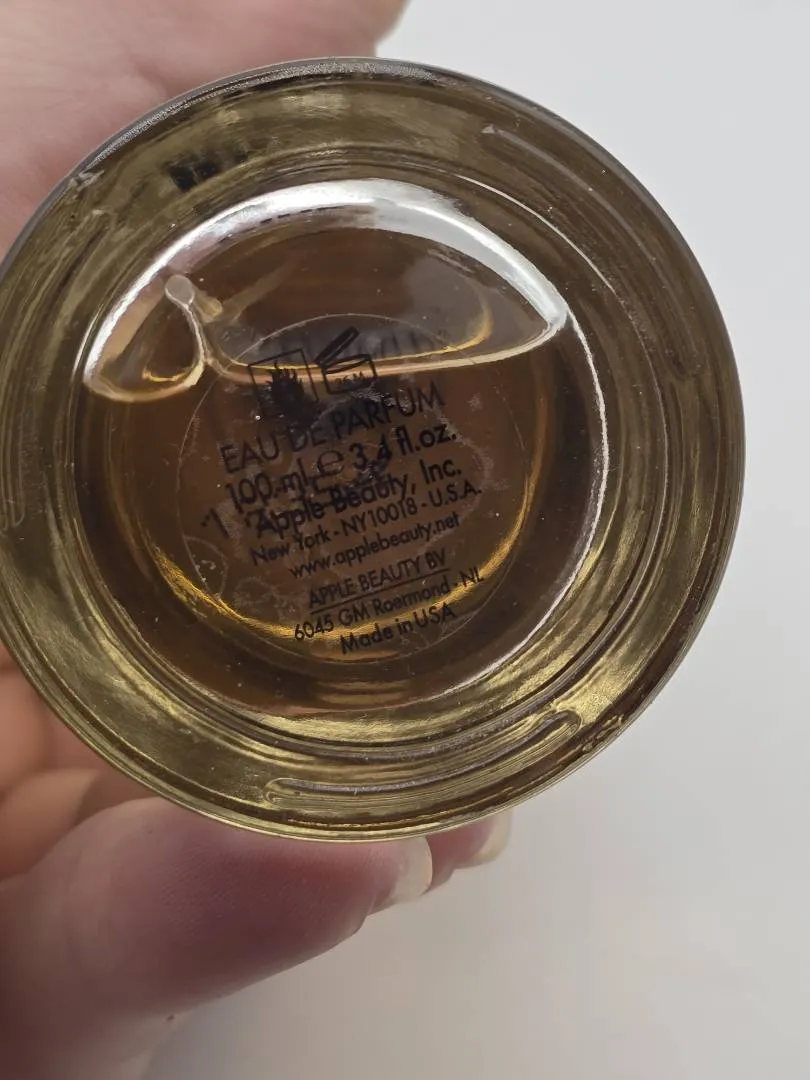 EAU DE PARFUM
100 ml ℮ 3.4 fl.oz.
Apple Beauty, Inc.
New York - NY10018 - U.S.A.
www.applebeauty.net
APPLE BEAUTY BV
6045 GM Roermond - NL
Made in USA